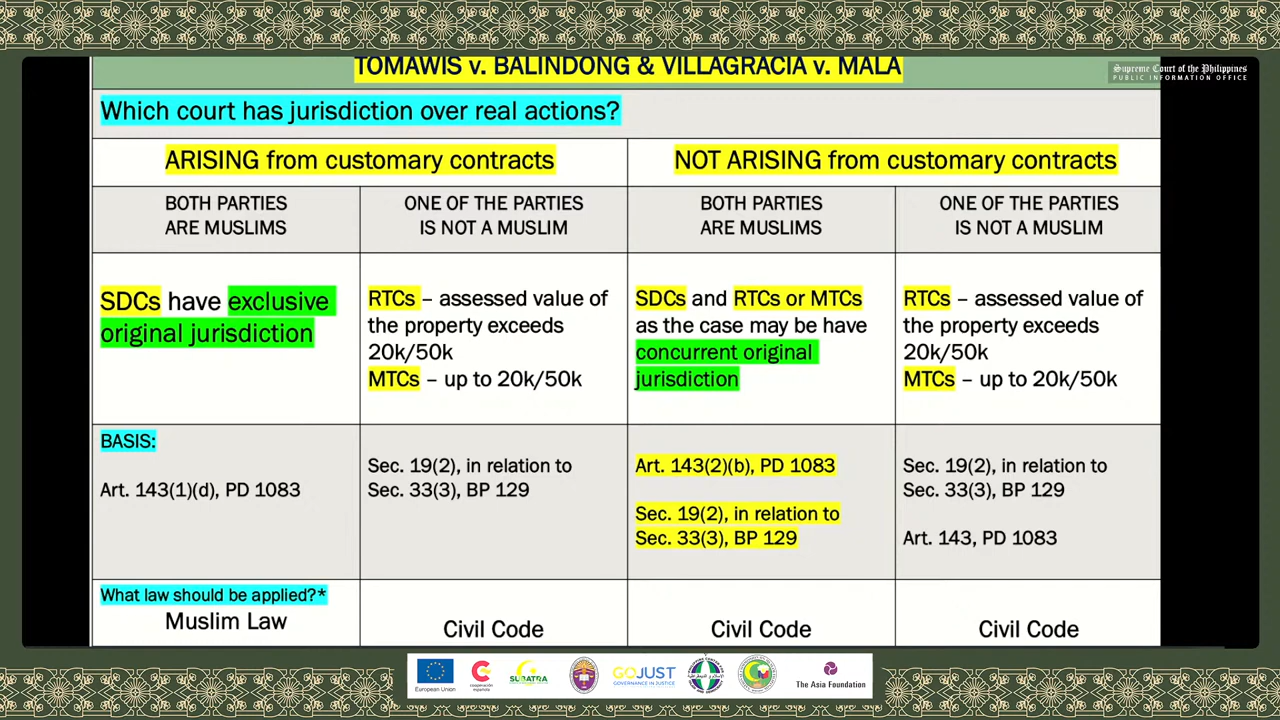 TOMAWIS v. BALINDONG & VILLAGRACIA v. MALA
Supreme Court of the Philippines
PUBLIC INFORMATION OFFICE
Which court has jurisdiction over real actions?
ARISING from customary contracts
NOT ARISING from customary contracts
BOTH PARTIES
ARE MUSLIMS
ONE OF THE PARTIES
IS NOT A MUSLIM
BOTH PARTIES
ARE MUSLIMS
ONE OF THE PARTIES
IS NOT A MUSLIM
SDCs have exclusive
original jurisdiction
RTCs – assessed value of
the property exceeds
20k/50k
MTCs – up to 20k/50k
SDCs and RTCs or MTCs
as the case may be have
concurrent original
jurisdiction
RTCs – assessed value of
the property exceeds
20k/50k
MTCs – up to 20k/50k
BASIS:
Art. 143(1)(d), PD 1083
Sec. 19(2), in relation to
Sec. 33(3), BP 129
Art. 143(2)(b), PD 1083
Sec. 19(2), in relation to
Sec. 33(3), BP 129
Sec. 19(2), in relation to
Sec. 33(3), BP 129
Art. 143, PD 1083
What law should be applied?*
Muslim Law
Civil Code
Civil Code
Civil Code
European Union
cooperación
española
SUBATRA
GOJUST
GOVERNANCE IN JUSTICE
The Asia Foundation